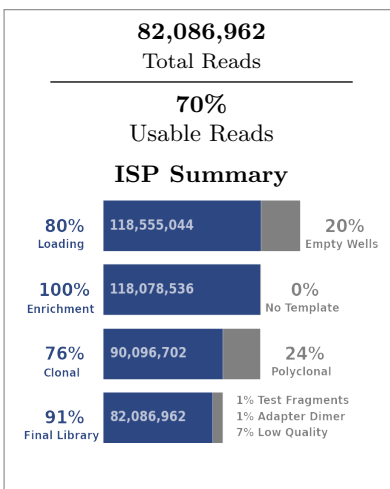 82,086,962
Total Reads
70%
Usable Reads
ISP Summary
80% 118,555,044 20%
Loading Empty Wells
100% 118,078,536 0%
Enrichment No Template
76% 90,096,702 24%
Clonal Polyclonal
1% Test Fragments
91% 82,086,962 1% Adapter Dimer
Final Library 7% Low Quality